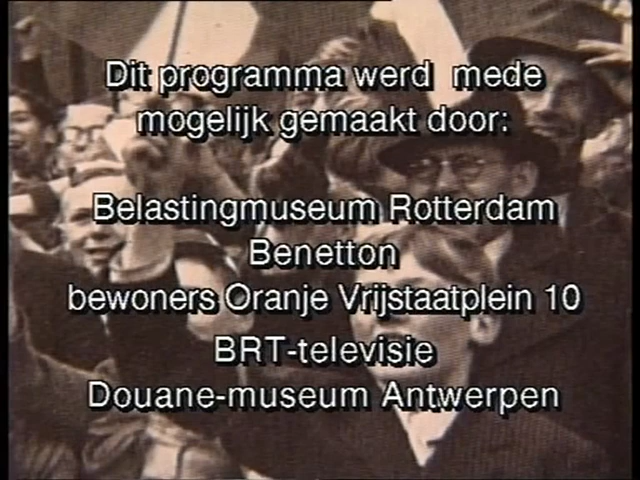 Dit programma werd mede
mogelijk gemaakt door:
Belastingmuseum Rotterdam
Benetton
bewoners Oranje Vrijstaatplein 10
BRT-televisie
Douane-museum Antwerpen